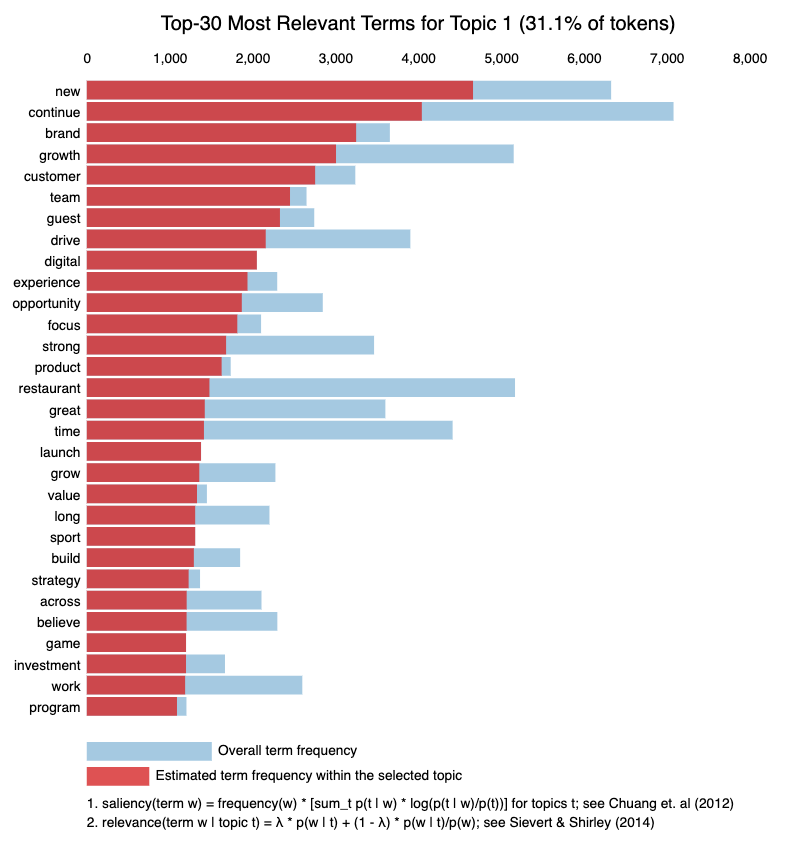 Top-30 Most Relevant Terms for Topic 1 (31.1% of tokens)
0 1,000 2,000 3,000 4,000 5,000 6,000 7,000 8,000
new
continue
brand
growth
customer
team
guest
drive
digital
experience
opportunity
focus
strong
product
restaurant
great
time
launch
grow
value
long
sport
build
strategy
across
believe
game
investment
work
program
Overall term frequency
Estimated term frequency within the selected topic
1. saliency(term w) = frequency(w) * [sum_t p(t | w) * log(p(t | w)/p(t))] for topics t; see Chuang et. al (2012)
2. relevance(term w | topic t) = λ * p(w | t) + (1 - λ) * p(w | t)/p(w); see Sievert & Shirley (2014)